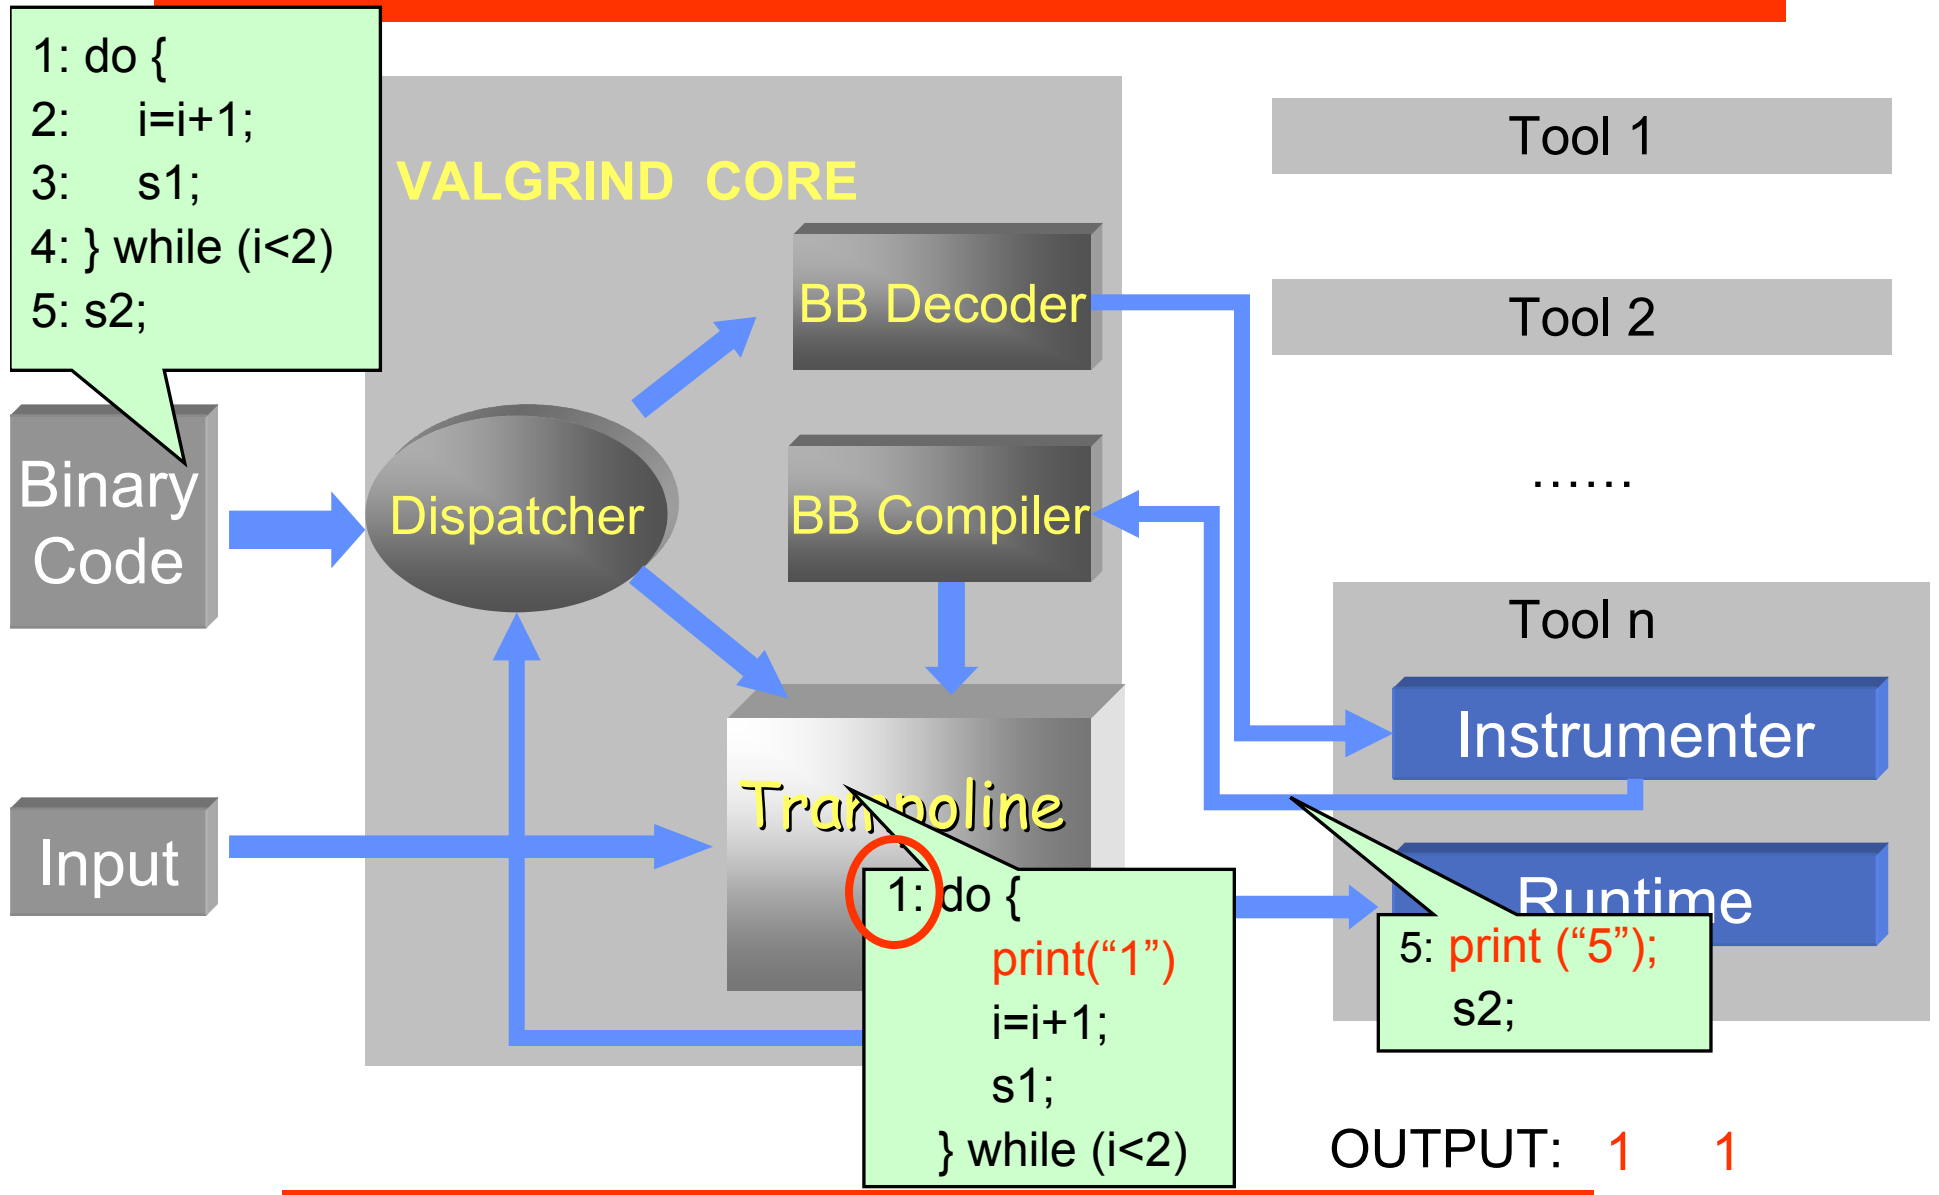 1: do {
2: i=i+1;
3: s1;
4: } while (i<2)
5: s2;
VALGRIND CORE
Tool 1
BB Decoder
Tool 2
Binary
Code
Dispatcher
BB Compiler
......
Tool n
Instrumenter
Trampoline
Input
Runtime
1: do {
print(“1”)
i=i+1;
s1;
} while (i<2)
5: print (“5”);
s2;
OUTPUT: 1 1